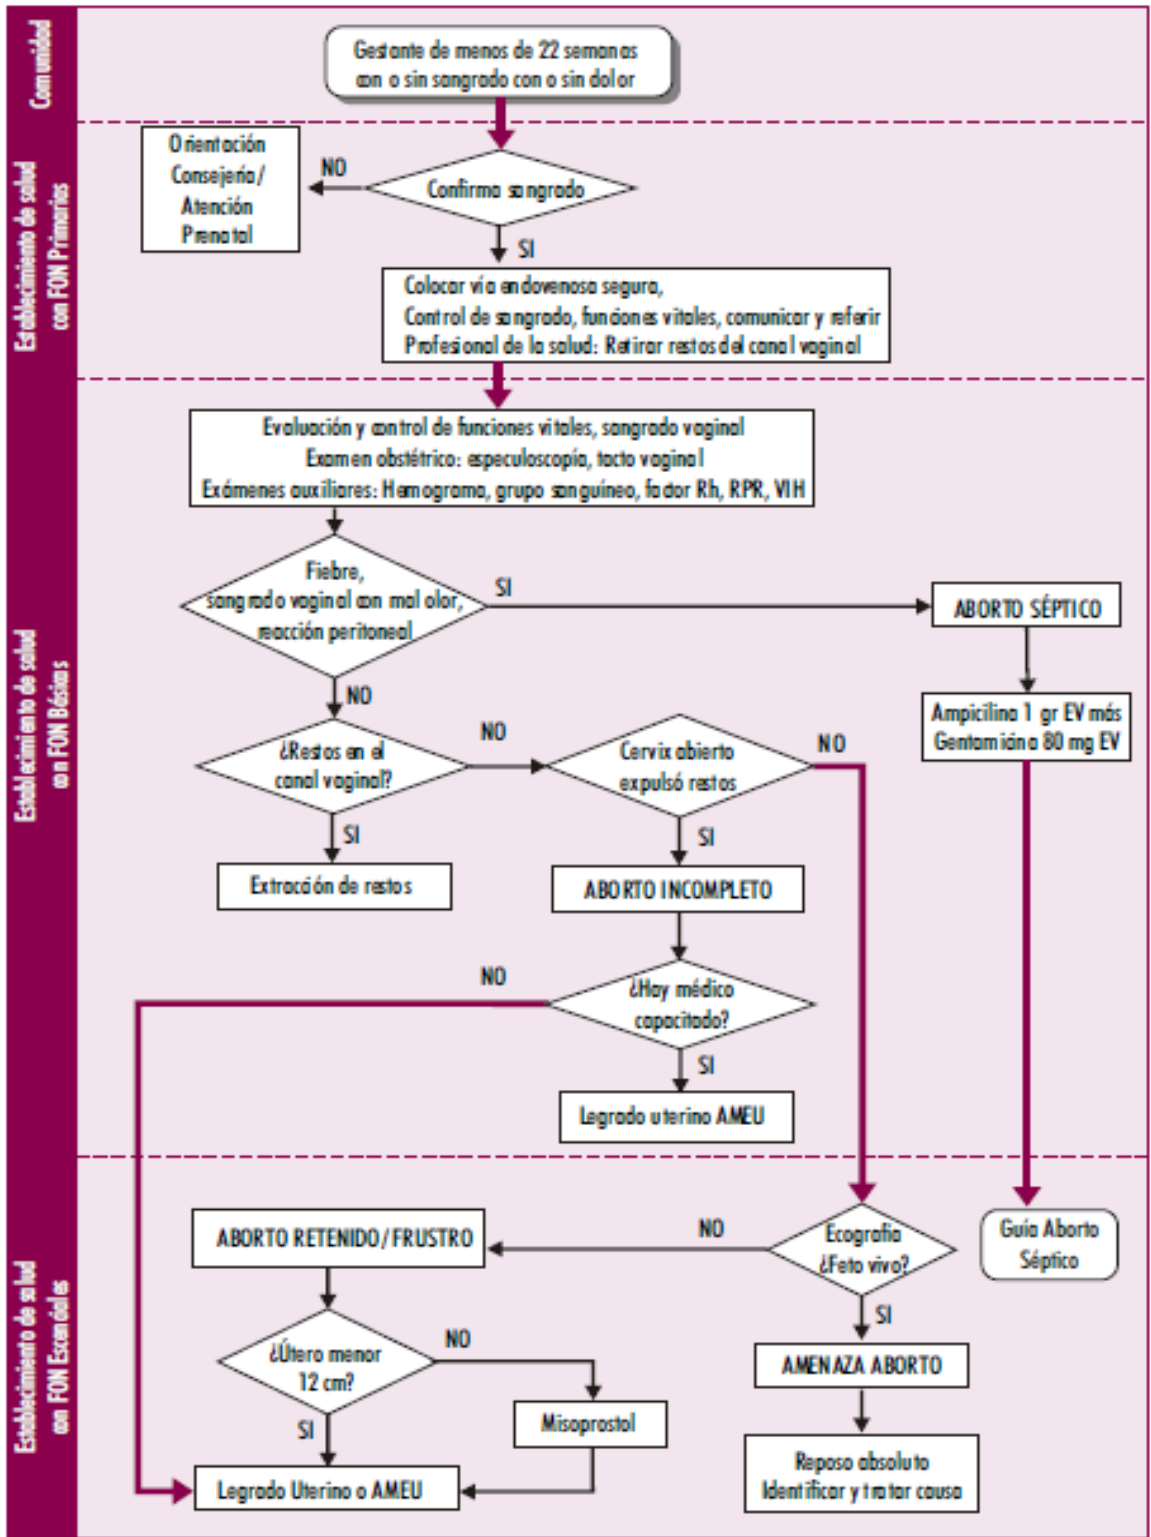 Comunidad
Gestante de menos de 22 semanas
con o sin sangrado con o sin dolor
Establecimiento de salud
con FON Primarias
Orientación
Consejería/
Atención
Prenatal
NO
Confirma sangrado
SI
Colocar vía endovenosa segura,
Control de sangrado, funciones vitales, comunicar y referir
Profesional de la salud: Retirar restos del canal vaginal
Establecimiento de salud
con FON Básicas
Evaluación y control de funciones vitales, sangrado vaginal
Examen obstétrico: especuloscopía, tacto vaginal
Exámenes auxiliares: Hemograma, grupo sanguíneo, factor Rh, RPR, VIH
Fiebre,
sangrado vaginal con mal olor,
reacción peritoneal
SI
ABORTO SÉPTICO
NO
Ampicilina 1 gr EV más
Gentamicina 80 mg EV
¿Restos en el
canal vaginal?
NO
Cervix abierto
expulsó restos
NO
SI
Extracción de restos
SI
ABORTO INCOMPLETO
NO
¿Hay médico
capacitado?
SI
Legrado uterino AMEU
Establecimiento de salud
con FON Esenciales
ABORTO RETENIDO/FRUSTRO
NO
Ecografia
¿Feto vivo?
Guía Aborto
Séptico
SI
¿Útero menor
12 cm?
NO
AMENAZA ABORTO
SI
Misoprostol
Legrado Uterino o AMEU
Reposo absoluto
Identificar y tratar causa